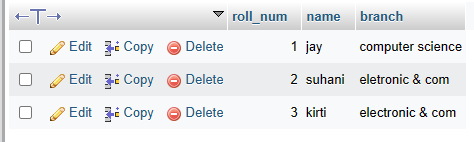 ←T→ roll_num name branch
Edit Copy Delete 1 jay computer science
Edit Copy Delete 2 suhani eletronic & com
Edit Copy Delete 3 kirti electronic & com